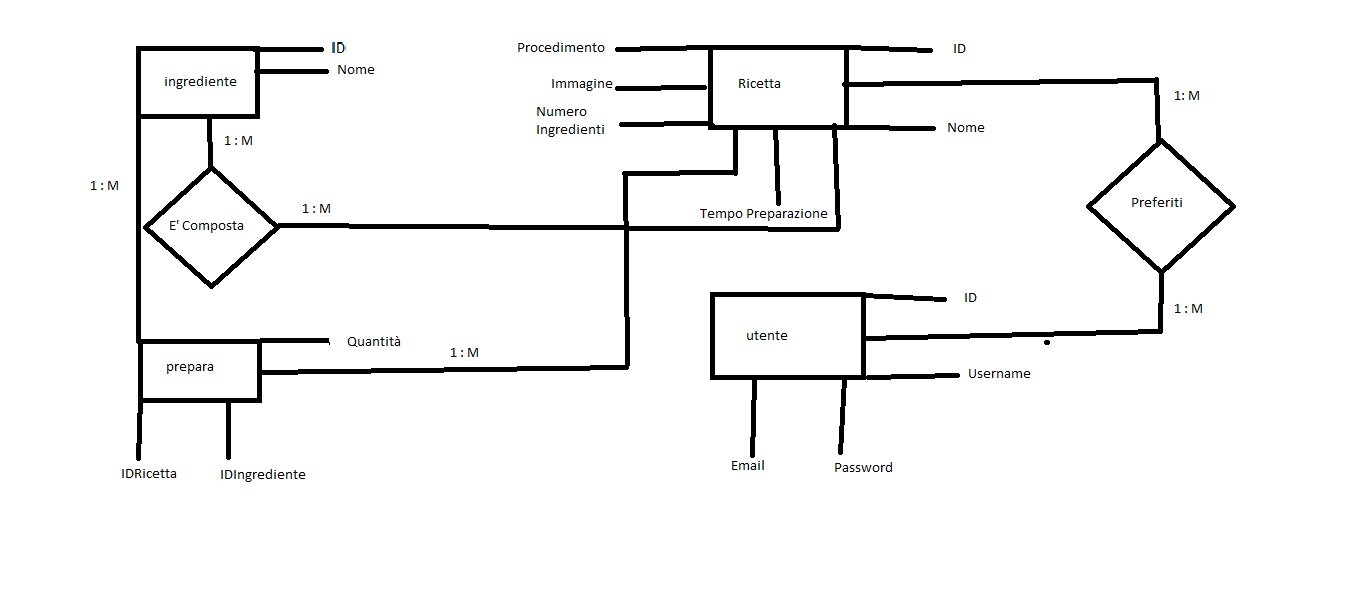 ID
Nome
ingrediente
1 : M
1 : M
1 : M
E' Composta
Quantità
1 : M
prepara
IDRicetta
IDIngrediente
Procedimento
Immagine
Numero
Ingredienti
Ricetta
ID
Nome
Tempo Preparazione
1 : M
Preferiti
1 : M
ID
utente
Username
Email
Password